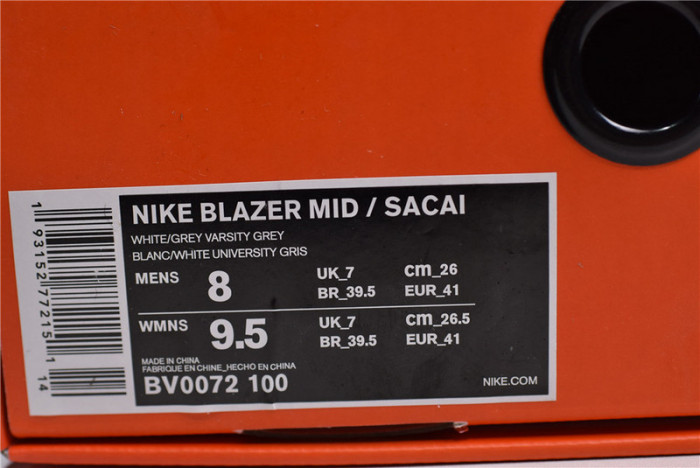 NIKE BLAZER MID / SACAI
WHITE/GREY VARSITY GREY
BLANC/WHITE UNIVERSITY GRIS
MENS 8 UK_7 cm_26
BR_39.5 EUR_41
WMNS 9.5 UK_7 cm_26.5
BR_39.5 EUR_41
MADE IN CHINA
FABRIQUE EN CHINE_HECHO EN CHINA
BV0072 100
NIKE.COM
1 93152 77215 1
14